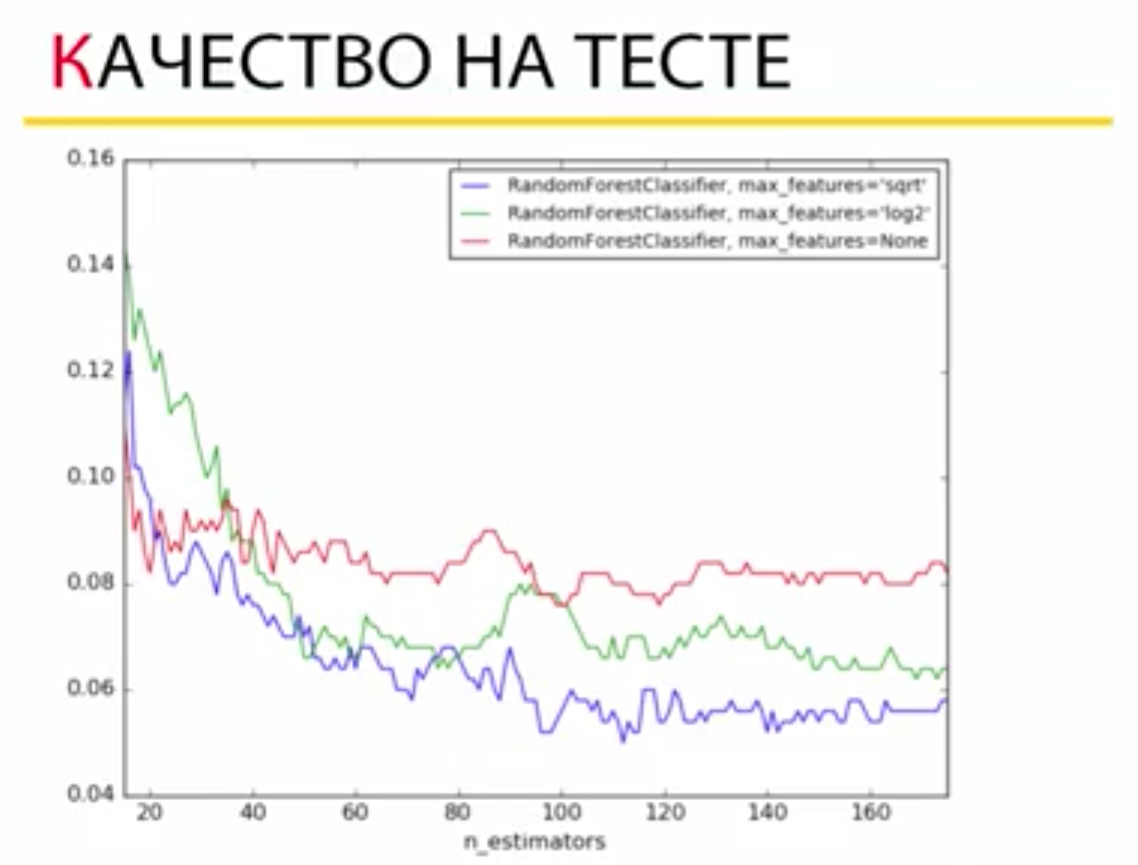 КАЧЕСТВО НА ТЕСТЕ
0.16
RandomForestClassifier, max_features='sqrt'
RandomForestClassifier, max_features='log2'
RandomForestClassifier, max_features=None
0.14
0.12
0.10
0.08
0.06
0.04
20 40 60 80 100 120 140 160
n_estimators